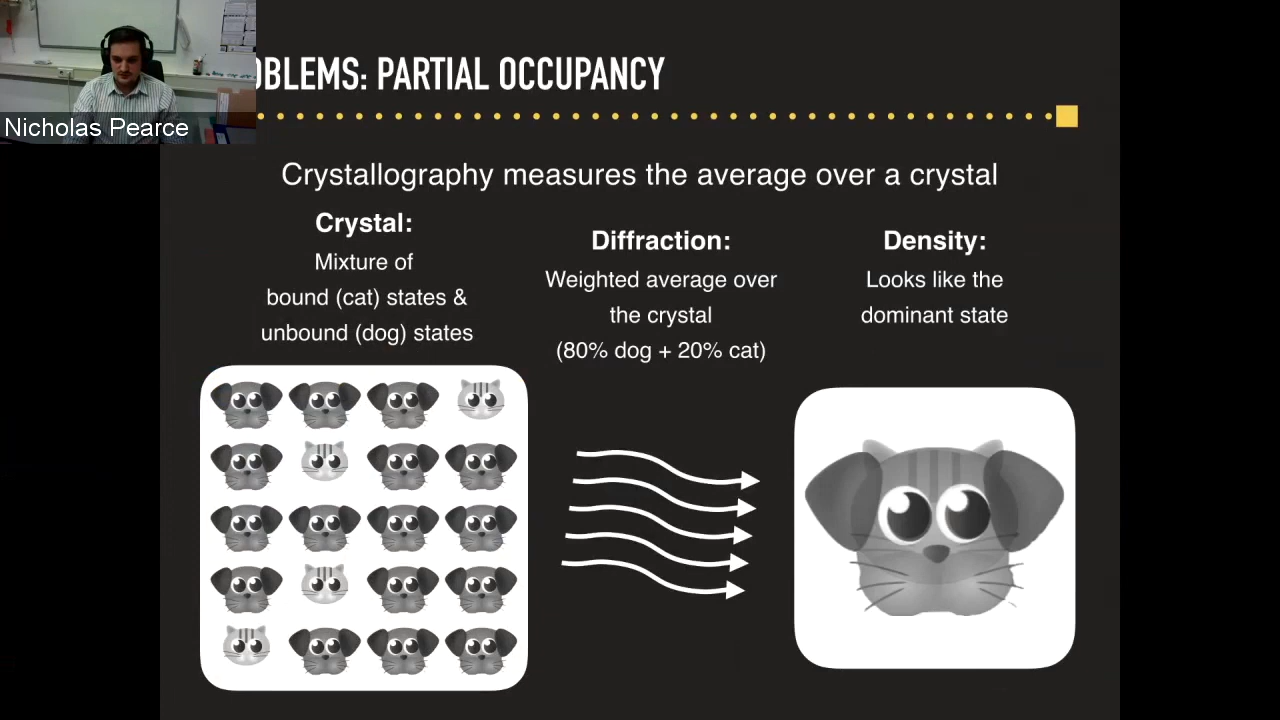 OBLEMS: PARTIAL OCCUPANCY
Nicholas Pearce
Crystallography measures the average over a crystal
Crystal:
Mixture of
bound (cat) states &
unbound (dog) states
Diffraction:
Weighted average over
the crystal
(80% dog + 20% cat)
Density:
Looks like the
dominant state